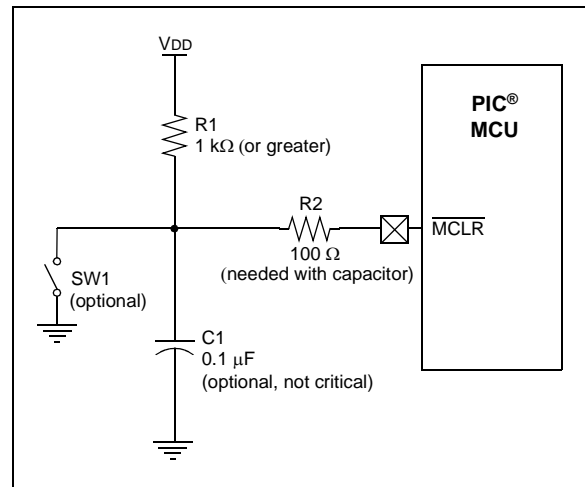 VDD
PIC®
MCU
R1
1 kΩ (or greater)
R2
MCLR
100 Ω
(needed with capacitor)
SW1
(optional)
C1
0.1 μF
(optional, not critical)